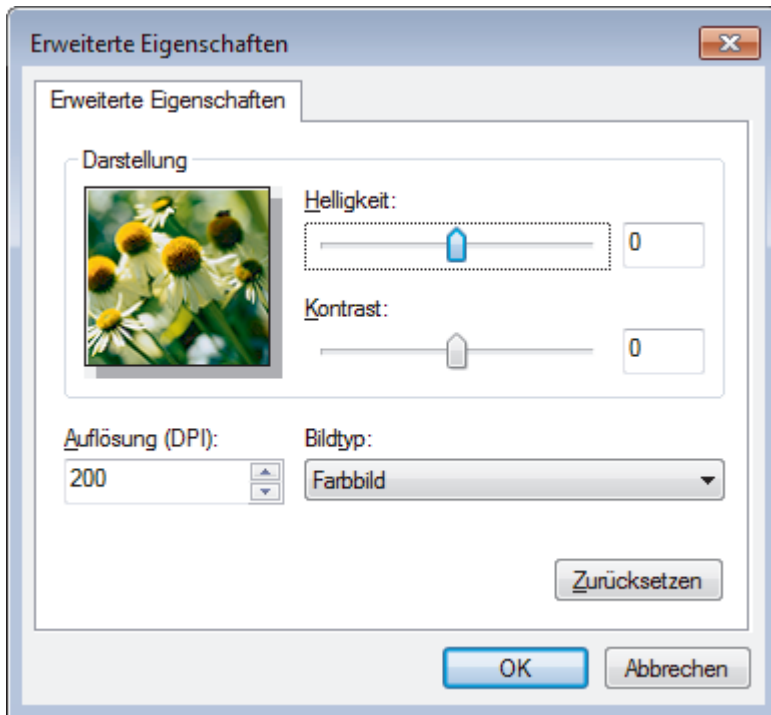 Erweiterte Eigenschaften
Erweiterte Eigenschaften
Darstellung
Helligkeit:
0
Kontrast:
0
Auflösung (DPI):
Bildtyp:
200
Farbbild
Zurücksetzen
OK
Abbrechen